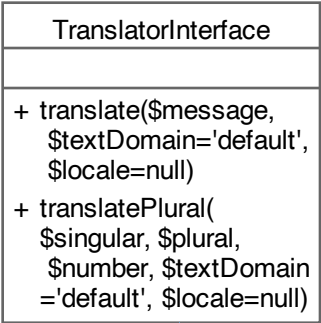 TranslatorInterface
+ translate($message,
$textDomain='default',
$locale=null)
+ translatePlural(
$singular, $plural,
$number, $textDomain
='default', $locale=null)